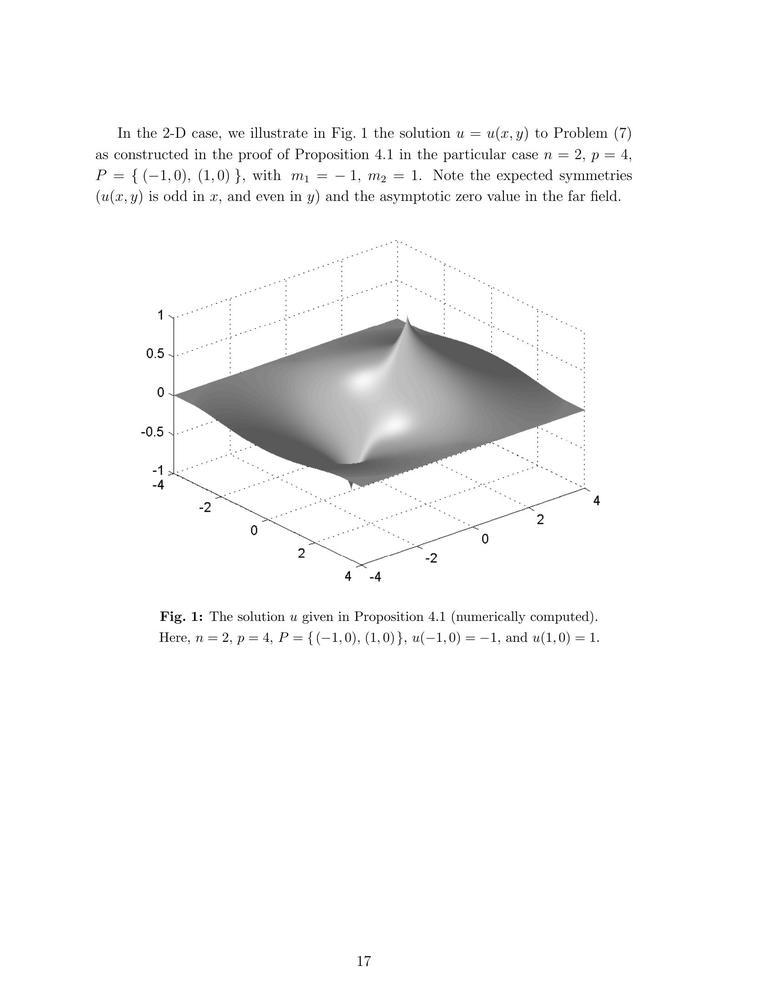 In the 2-D case, we illustrate in Fig. 1 the solution u = u(x, y) to Problem (7)
as constructed in the proof of Proposition 4.1 in the particular case n = 2, p = 4,
P = { (−1, 0), (1, 0) }, with m₁ = − 1, m₂ = 1. Note the expected symmetries
(u(x, y) is odd in x, and even in y) and the asymptotic zero value in the far field.
1
0.5
0
-0.5
-1
-4
-2
0
2
4
-4
-2
0
2
4
Fig. 1: The solution u given in Proposition 4.1 (numerically computed).
Here, n = 2, p = 4, P = { (−1, 0), (1, 0) }, u(−1, 0) = −1, and u(1, 0) = 1.
17